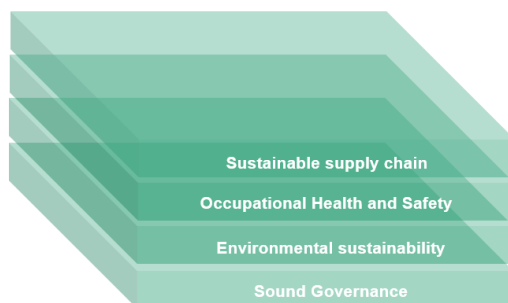 Sustainable supply chain
Occupational Health and Safety
Environmental sustainability
Sound Governance